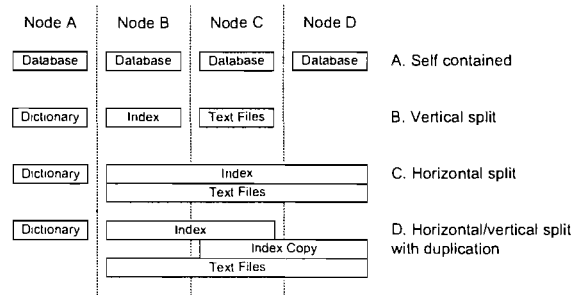 Node A Node B Node C Node D
Database Database Database Database A. Self contained
Dictionary Index Text Files B. Vertical split
Dictionary Index C. Horizontal split
Text Files
Dictionary Index D. Horizontal/vertical split
Index Copy with duplication
Text Files